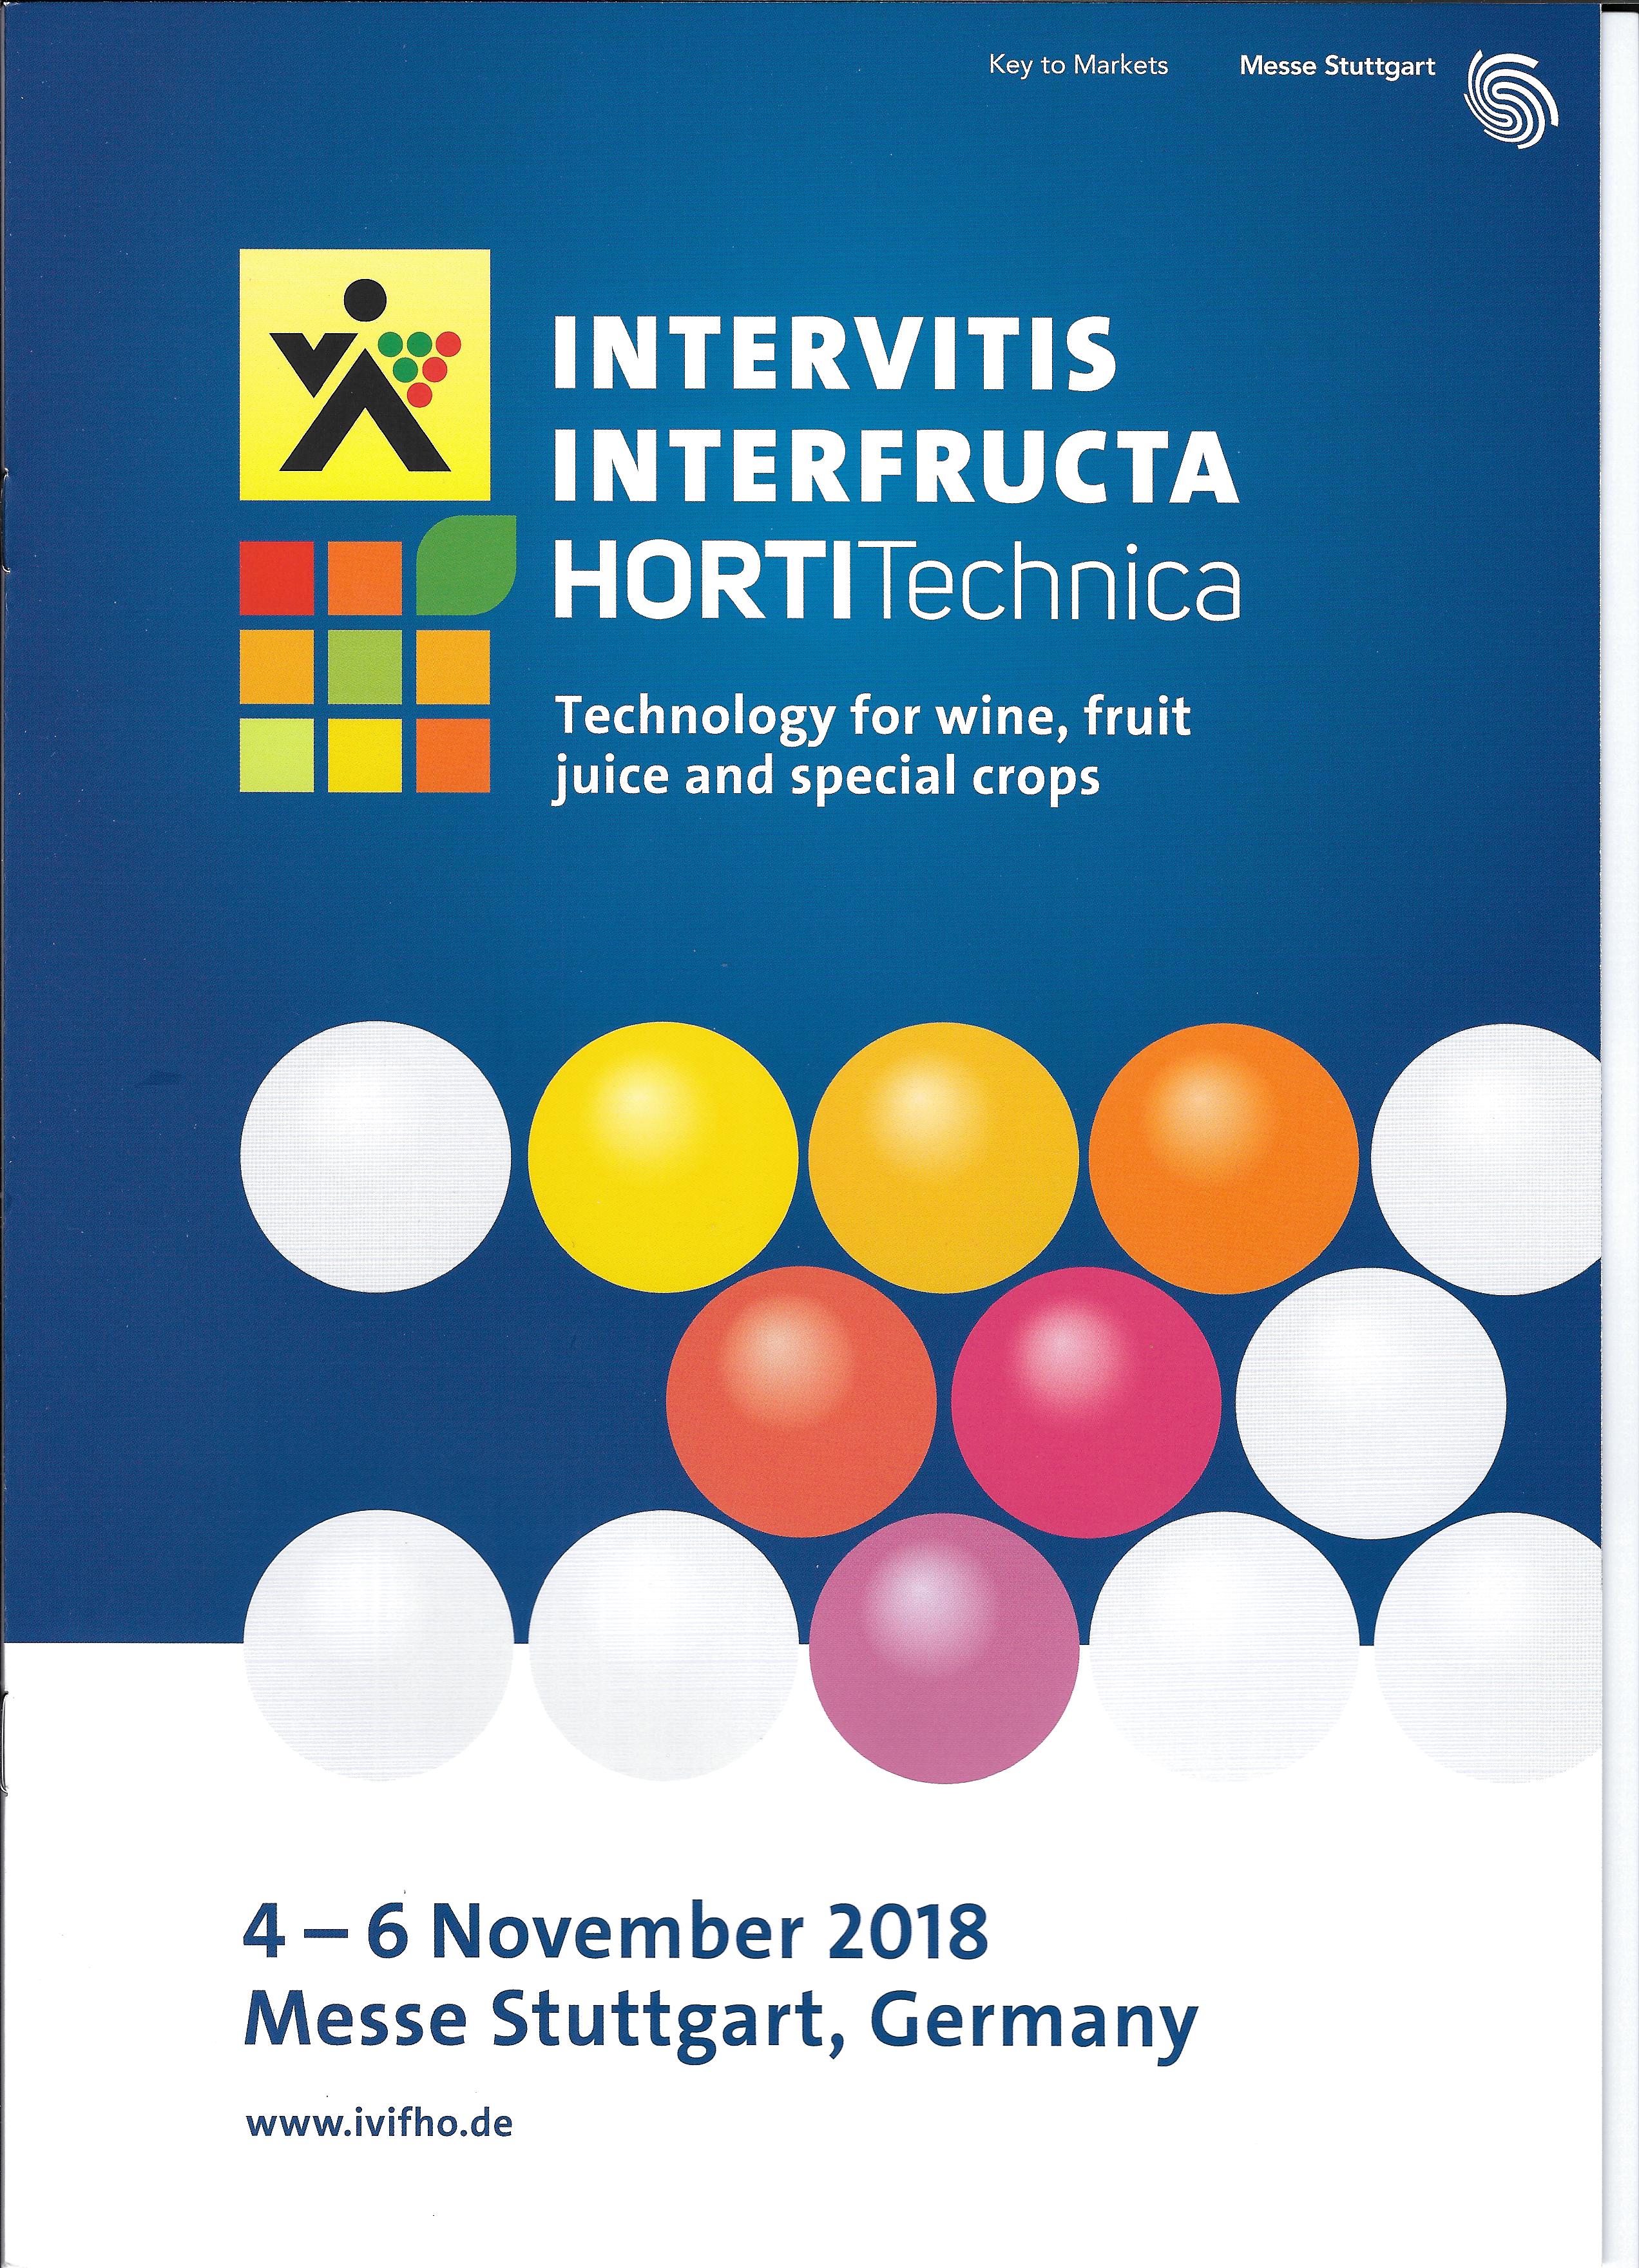 Key to Markets
Messe Stuttgart
INTERVITIS
INTERFRUCTA
HORTITechnica
Technology for wine, fruit
juice and special crops
4 – 6 November 2018
Messe Stuttgart, Germany
www.ivifho.de